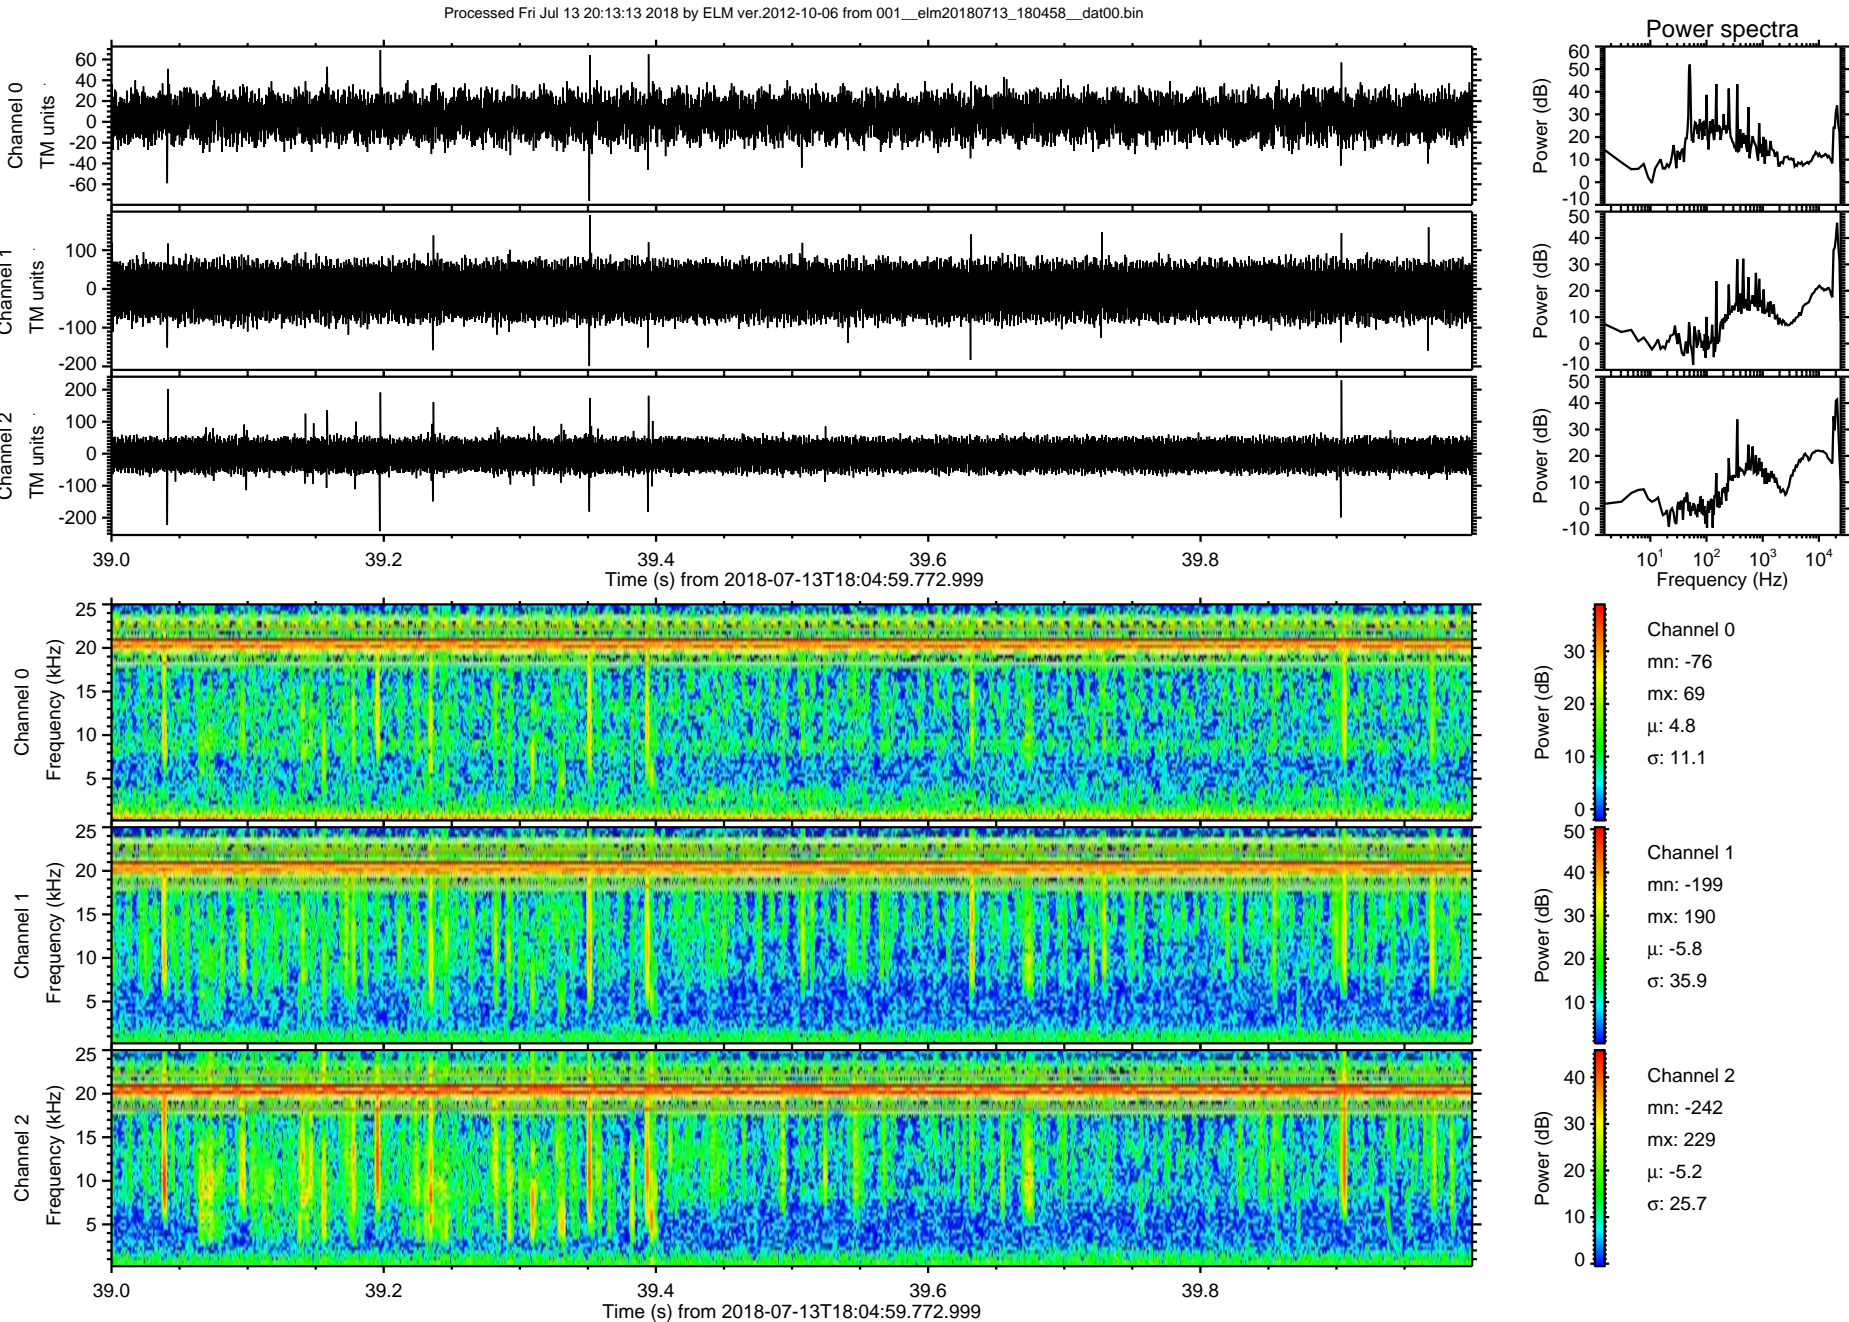 Processed Fri Jul 13 20:13:13 2018 by ELM ver.2012-10-06 from 001__elm20180713_180458__dat00.bin
Power spectra
Channel 0
TM units
60
40
20
0
-20
-40
-60
Power (dB)
60
50
40
30
20
10
0
-10
Channel 1
TM units
100
0
-100
-200
Power (dB)
50
40
30
20
10
0
-10
Channel 2
TM units
200
100
0
-100
-200
Power (dB)
50
40
30
20
10
0
-10
39.0 39.2 39.4 39.6 39.8
Time (s) from 2018-07-13T18:04:59.772.999
10¹ 10² 10³ 10⁴
Frequency (Hz)
Channel 0
Frequency (kHz)
25
20
15
10
5
Power (dB)
30
20
10
0
Channel 0
mn: -76
mx: 69
μ: 4.8
σ: 11.1
Channel 1
Frequency (kHz)
25
20
15
10
5
Power (dB)
50
40
30
20
10
Channel 1
mn: -199
mx: 190
μ: -5.8
σ: 35.9
Channel 2
Frequency (kHz)
25
20
15
10
5
Power (dB)
40
30
20
10
0
Channel 2
mn: -242
mx: 229
μ: -5.2
σ: 25.7
39.0 39.2 39.4 39.6 39.8
Time (s) from 2018-07-13T18:04:59.772.999